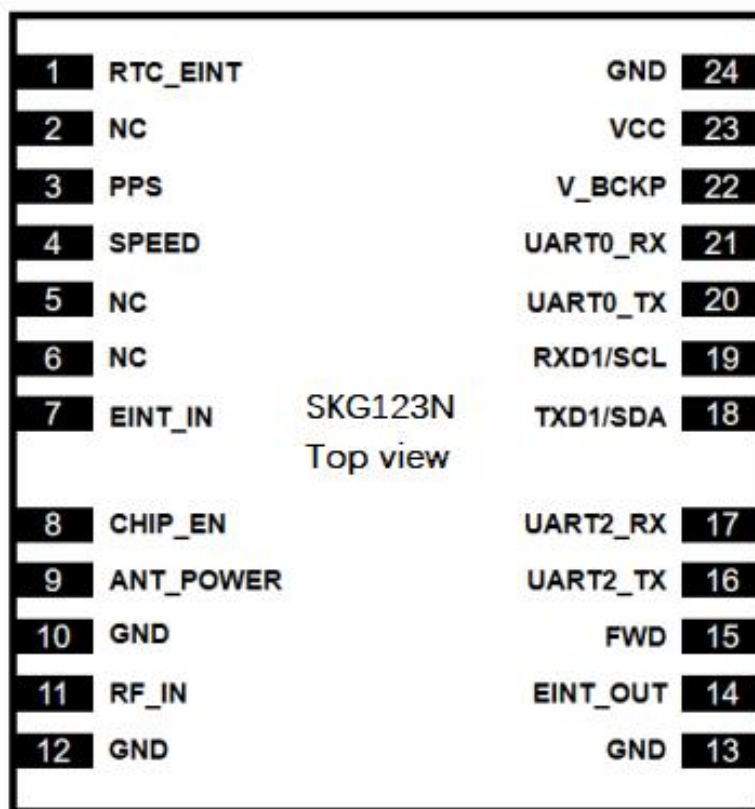 1 RTC_EINT GND 24
2 NC VCC 23
3 PPS V_BCKP 22
4 SPEED UART0_RX 21
5 NC UART0_TX 20
6 NC RXD1/SCL 19
7 EINT_IN SKG123N TXD1/SDA 18
Top view
8 CHIP_EN UART2_RX 17
9 ANT_POWER UART2_TX 16
10 GND FWD 15
11 RF_IN EINT_OUT 14
12 GND GND 13